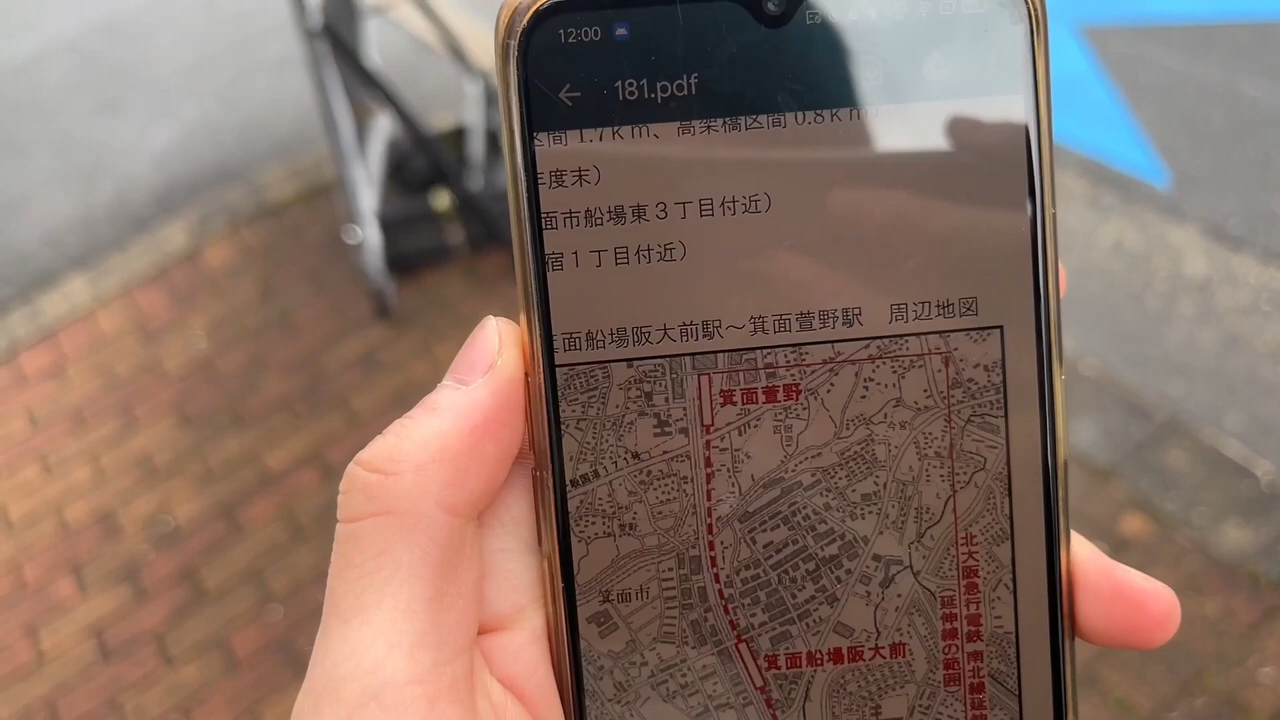 12:00
181.pdf
区間 1.7ｋｍ、高架橋区間 0.8ｋｍ）
年度末）
面市船場東３丁目付近）
宿１丁目付近）
箕面船場阪大前駅～箕面萱野駅　周辺地図
箕面萱野
今宮
国道１７１号
箕面市
箕面船場阪大前
北大阪急行電鉄 南北線延伸
（延伸線の範囲）